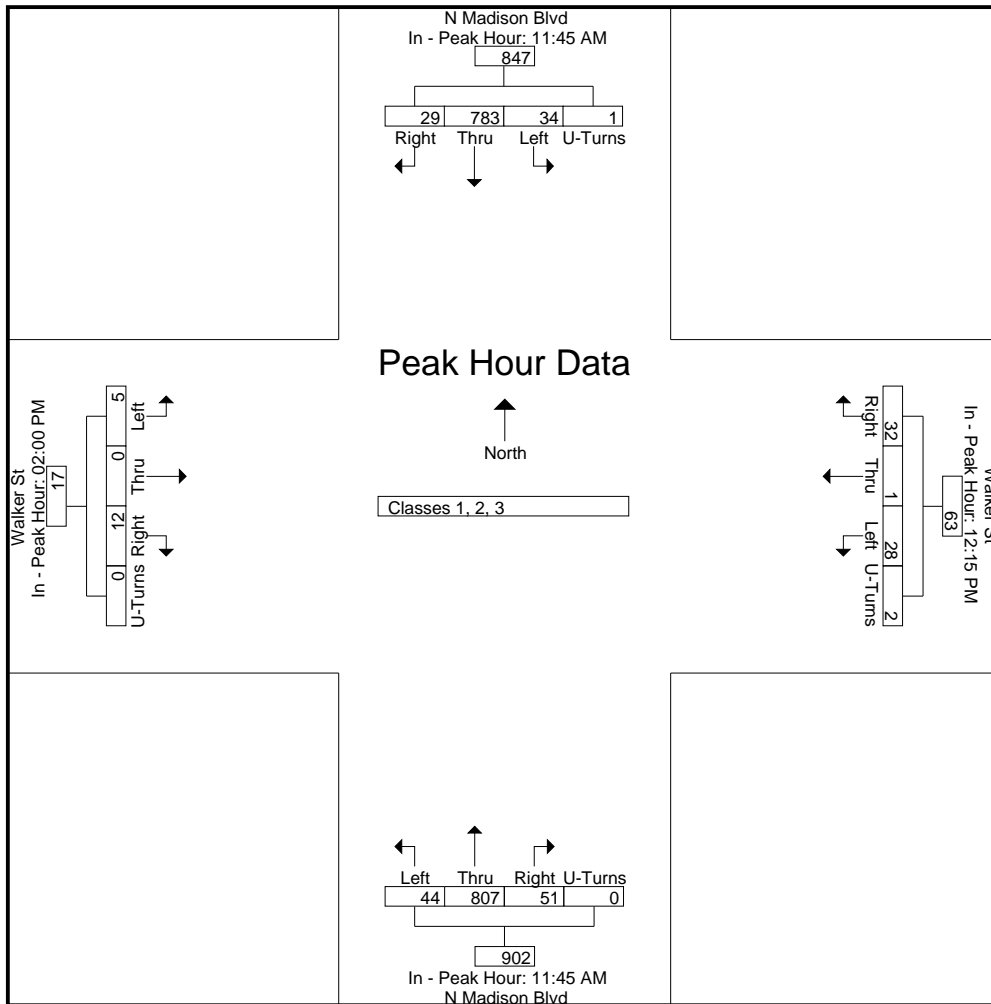 N Madison Blvd
In - Peak Hour: 11:45 AM
847
29 783 34 1
Right Thru Left U-Turns
Peak Hour Data
North
Classes 1, 2, 3
Walker St
In - Peak Hour: 02:00 PM
17
5 0 12 0
Left Thru Right U-Turns
Walker St
In - Peak Hour: 12:15 PM
63
32 1 28 2
Right Thru Left U-Turns
Left Thru Right U-Turns
44 807 51 0
902
In - Peak Hour: 11:45 AM
N Madison Blvd